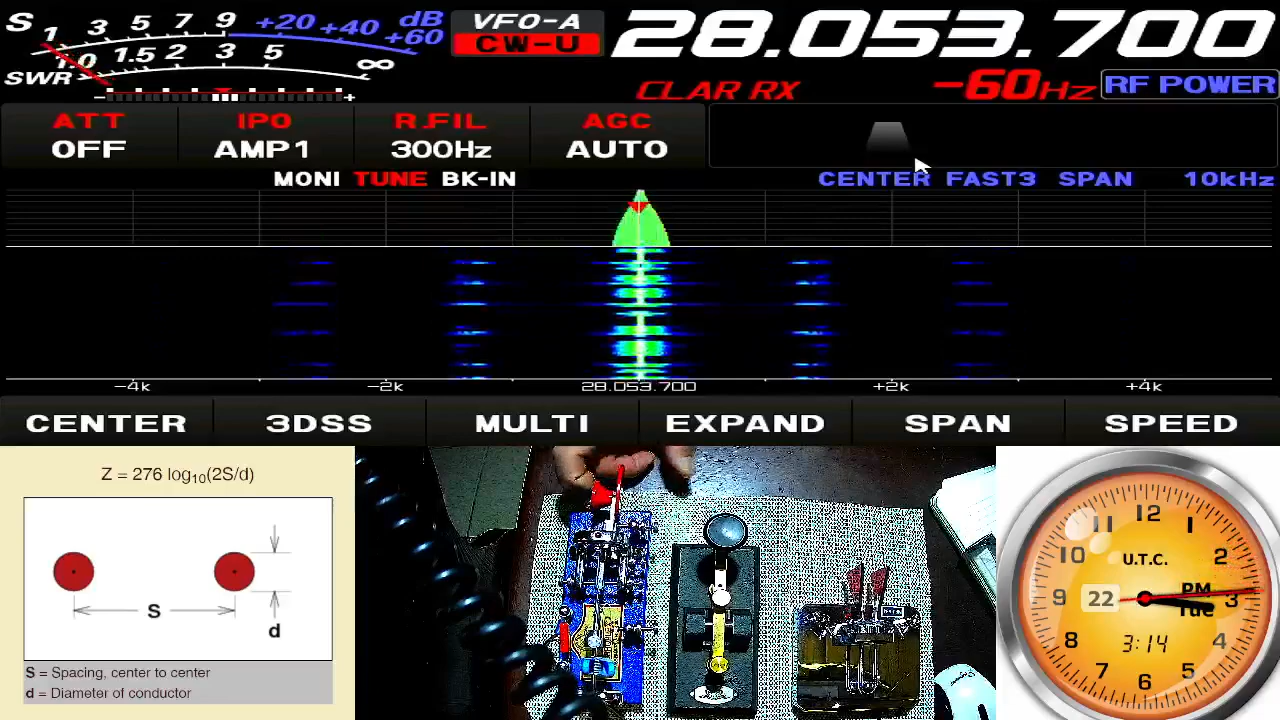 S 1 3 5 7 9 +20 +40 +60 dB
SWR 1.0 1.5 2 3 5 ∞
− +
VFO-A
CW-U
28.053.700
CLAR RX -60Hz RF POWER
ATT IPO R.FIL AGC
OFF AMP1 300Hz AUTO
MONI TUNE BK-IN
CENTER FAST3 SPAN 10kHz
-4k -2k 28.053.700 +2k +4k
CENTER 3DSS MULTI EXPAND SPAN SPEED
Z = 276 log10(2S/d)
S
d
S = Spacing, center to center
d = Diameter of conductor
12 1 2 3 4 5 6 7 8 9 10 11
U.T.C.
22
PM
Tue
3:14